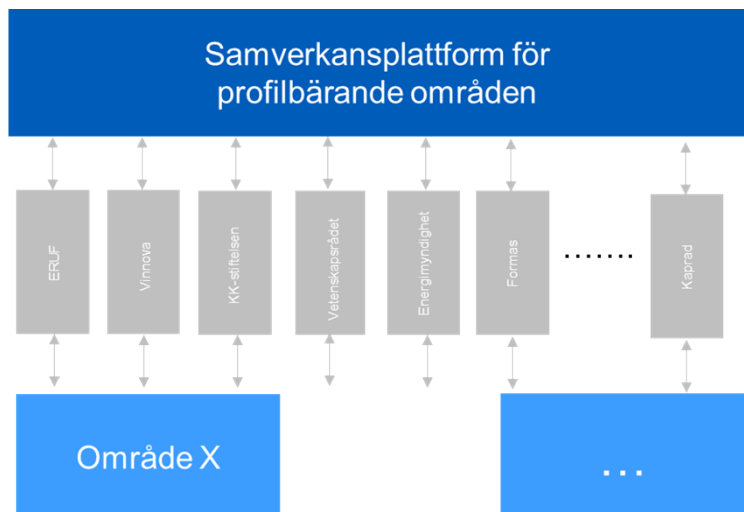 Samverkansplattform för
profilbärande områden
ERUF
Vinnova
KK-stiftelsen
Vetenskapsrådet
Energimyndighet
Formas
.......
Kaprad
Område X
...